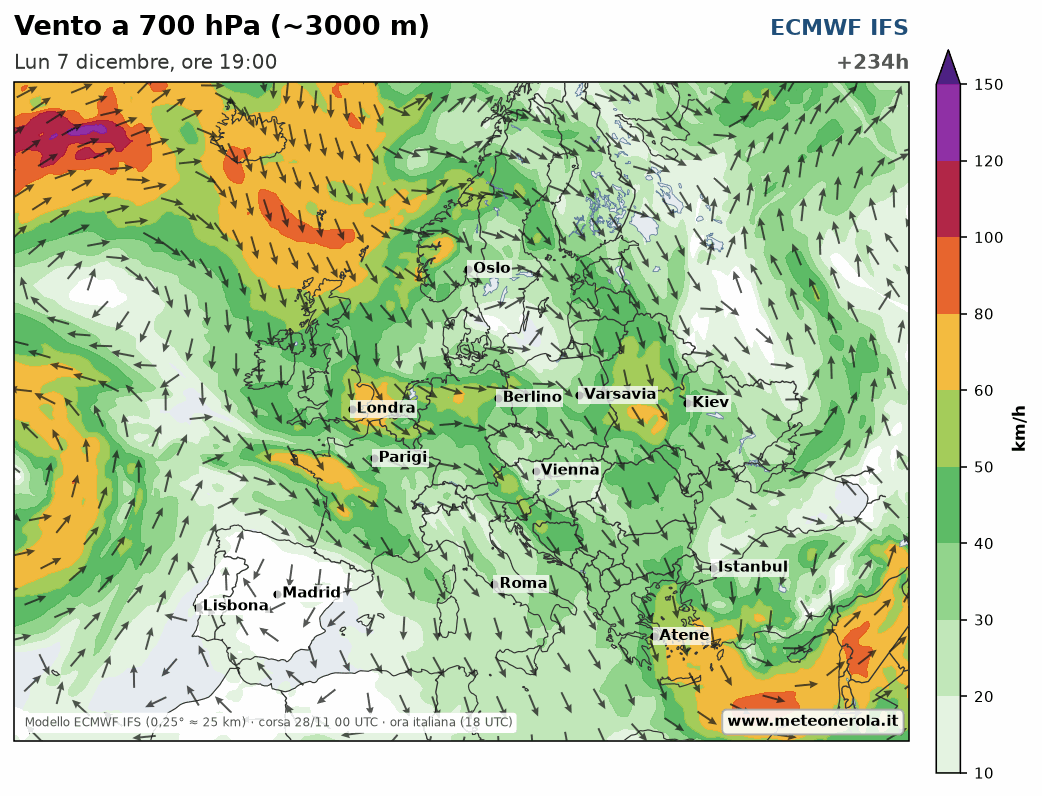 Vento a 700 hPa (~3000 m)
ECMWF IFS
Lun 7 dicembre, ore 19:00
+234h
150
120
100
80
60
50
40
30
20
10
km/h
Oslo
Berlino
Varsavia
Kiev
Londra
Parigi
Vienna
Istanbul
Roma
Madrid
Lisbona
Atene
Modello ECMWF IFS (0,25° ≈ 25 km) · corsa 28/11 00 UTC · ora italiana (18 UTC)
www.meteonerola.it